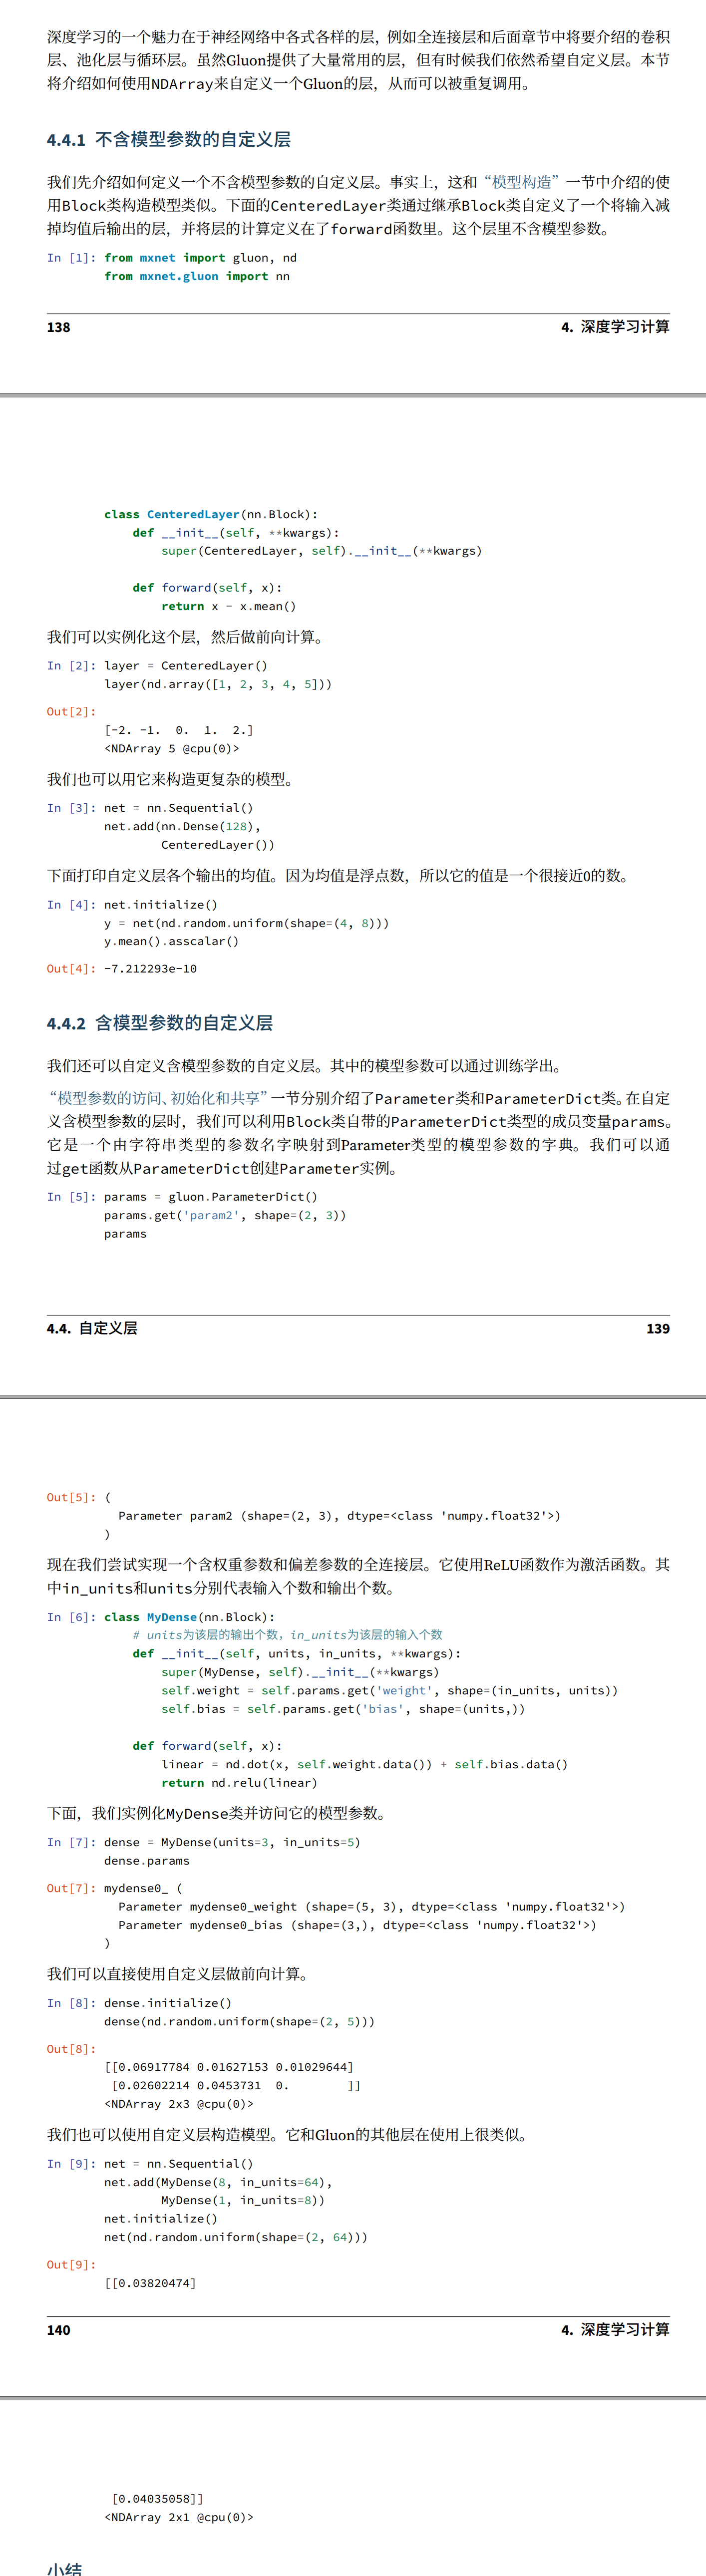 深度学习的一个魅力在于神经网络中各式各样的层，例如全连接层和后面章节中将要介绍的卷积
层、池化层与循环层。虽然Gluon提供了大量常用的层，但有时候我们依然希望自定义层。本节
将介绍如何使用NDArray来自定义一个Gluon的层，从而可以被重复调用。
4.4.1 不含模型参数的自定义层
我们先介绍如何定义一个不含模型参数的自定义层。事实上，这和“模型构造”一节中介绍的使
用Block类构造模型类似。下面的CenteredLayer类通过继承Block类自定义了一个将输入减
掉均值后输出的层，并将层的计算定义在了forward函数里。这个层里不含模型参数。
In [1]: from mxnet import gluon, nd
from mxnet.gluon import nn
138 4. 深度学习计算
class CenteredLayer(nn.Block):
def __init__(self, **kwargs):
super(CenteredLayer, self).__init__(**kwargs)
def forward(self, x):
return x - x.mean()
我们可以实例化这个层，然后做前向计算。
In [2]: layer = CenteredLayer()
layer(nd.array([1, 2, 3, 4, 5]))
Out[2]:
[-2. -1.  0.  1.  2.]
<NDArray 5 @cpu(0)>
我们也可以用它来构造更复杂的模型。
In [3]: net = nn.Sequential()
net.add(nn.Dense(128),
CenteredLayer())
下面打印自定义层各个输出的均值。因为均值是浮点数，所以它的值是一个很接近0的数。
In [4]: net.initialize()
y = net(nd.random.uniform(shape=(4, 8)))
y.mean().asscalar()
Out[4]: -7.212293e-10
4.4.2 含模型参数的自定义层
我们还可以自定义含模型参数的自定义层。其中的模型参数可以通过训练学出。
“模型参数的访问、初始化和共享”一节分别介绍了Parameter类和ParameterDict类。在自定
义含模型参数的层时，我们可以利用Block类自带的ParameterDict类型的成员变量params。
它是一个由字符串类型的参数名字映射到Parameter类型的模型参数的字典。我们可以通
过get函数从ParameterDict创建Parameter实例。
In [5]: params = gluon.ParameterDict()
params.get('param2', shape=(2, 3))
params
4.4. 自定义层 139
Out[5]: (
Parameter param2 (shape=(2, 3), dtype=<class 'numpy.float32'>)
)
现在我们尝试实现一个含权重参数和偏差参数的全连接层。它使用ReLU函数作为激活函数。其
中in_units和units分别代表输入个数和输出个数。
In [6]: class MyDense(nn.Block):
# units为该层的输出个数，in_units为该层的输入个数
def __init__(self, units, in_units, **kwargs):
super(MyDense, self).__init__(**kwargs)
self.weight = self.params.get('weight', shape=(in_units, units))
self.bias = self.params.get('bias', shape=(units,))
def forward(self, x):
linear = nd.dot(x, self.weight.data()) + self.bias.data()
return nd.relu(linear)
下面，我们实例化MyDense类并访问它的模型参数。
In [7]: dense = MyDense(units=3, in_units=5)
dense.params
Out[7]: mydense0_ (
Parameter mydense0_weight (shape=(5, 3), dtype=<class 'numpy.float32'>)
Parameter mydense0_bias (shape=(3,), dtype=<class 'numpy.float32'>)
)
我们可以直接使用自定义层做前向计算。
In [8]: dense.initialize()
dense(nd.random.uniform(shape=(2, 5)))
Out[8]:
[[0.06917784 0.01627153 0.01029644]
[0.02602214 0.0453731  0.        ]]
<NDArray 2x3 @cpu(0)>
我们也可以使用自定义层构造模型。它和Gluon的其他层在使用上很类似。
In [9]: net = nn.Sequential()
net.add(MyDense(8, in_units=64),
MyDense(1, in_units=8))
net.initialize()
net(nd.random.uniform(shape=(2, 64)))
Out[9]:
[[0.03820474]
140 4. 深度学习计算
[0.04035058]]
<NDArray 2x1 @cpu(0)>
小结